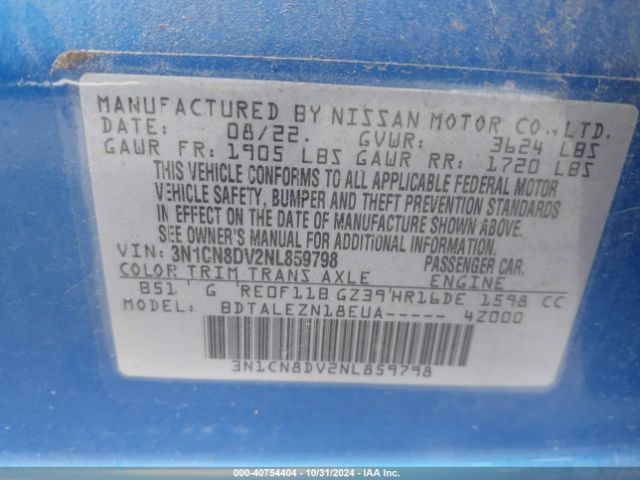 MANUFACTURED BY NISSAN MOTOR CO.,LTD.
DATE: 08/22. GVWR: 3624 LBS
GAWR FR: 1905 LBS GAWR RR: 1720 LBS
THIS VEHICLE CONFORMS TO ALL APPLICABLE FEDERAL MOTOR
VEHICLE SAFETY, BUMPER AND THEFT PREVENTION STANDARDS
IN EFFECT ON THE DATE OF MANUFACTURE SHOWN ABOVE.
SEE OWNER'S MANUAL FOR ADDITIONAL INFORMATION.
VIN: 3N1CN8DV2NL859798 PASSENGER CAR.
COLOR TRIM TRANS AXLE ENGINE
B51 G RE0F11B GZ39 HR16DE 1598 CC
MODEL: BDTALEZN18EUA----- 4Z000
3N1CN8DV2NL859798
000-40754404 - 10/31/2024 - IAA Inc.